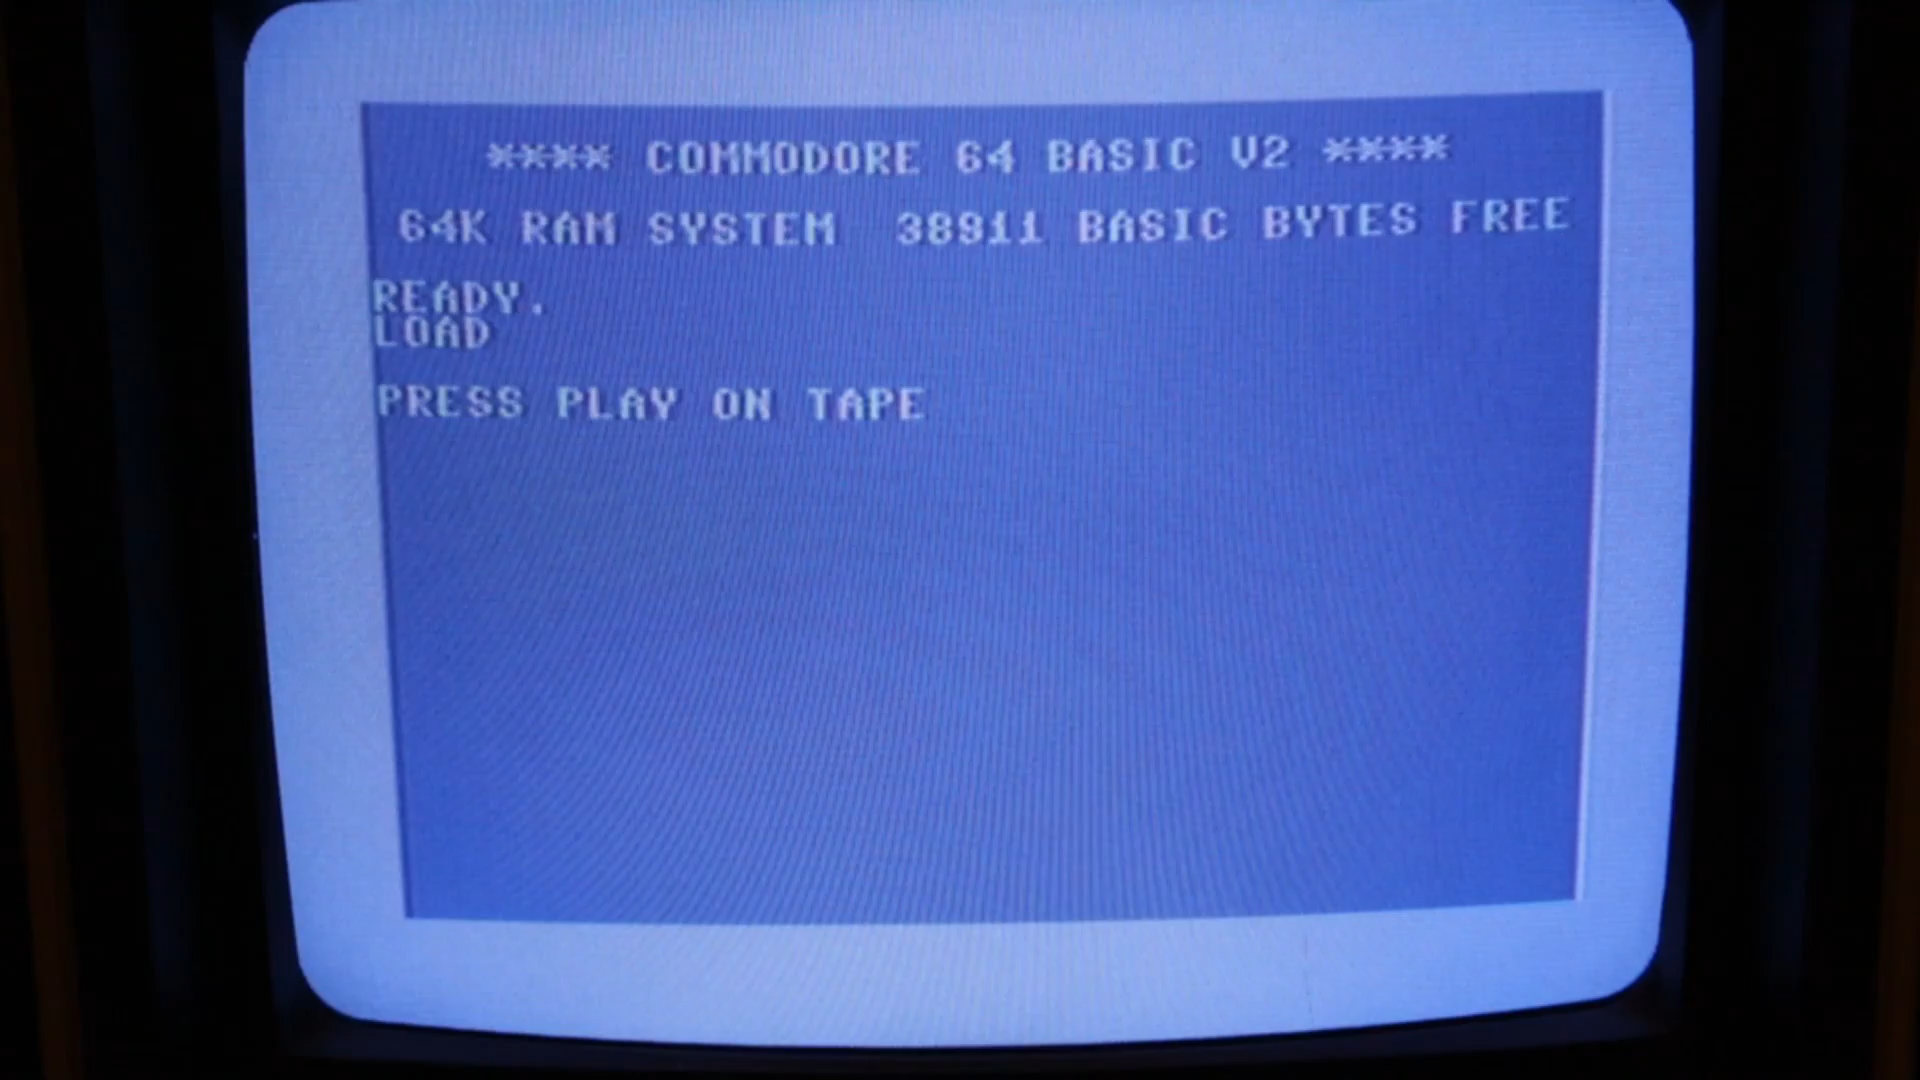 **** COMMODORE 64 BASIC V2 ****
64K RAM SYSTEM  38911 BASIC BYTES FREE
READY.
LOAD
PRESS PLAY ON TAPE